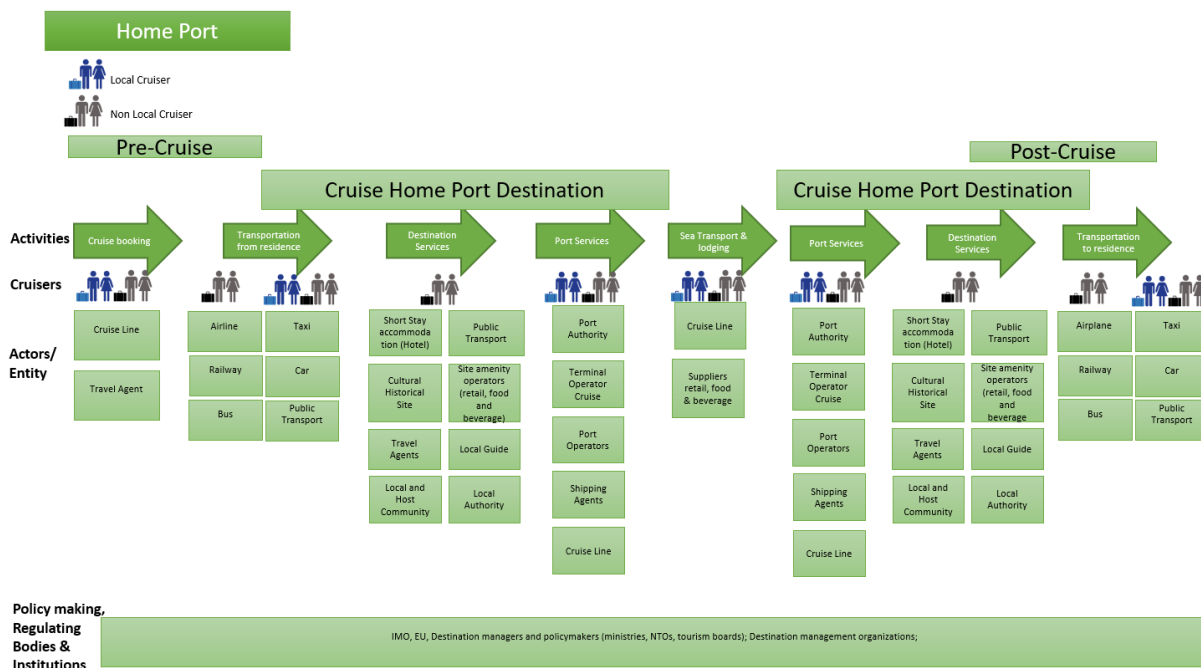 Home Port
Local Cruiser
Non Local Cruiser
Pre-Cruise
Post-Cruise
Cruise Home Port Destination
Cruise Home Port Destination
Activities
Cruise booking
Transportation
from residence
Destination
Services
Port Services
Sea Transport &
lodging
Port Services
Destination
Services
Transportation
to residence
Cruisers
Actors/
Entity
Cruise Line
Travel Agent
Airline
Taxi
Railway
Car
Bus
Public
Transport
Short Stay
accommoda
tion (Hotel)
Public
Transport
Cultural
Historical
Site
Site amenity
operators
(retail, food
and
beverage)
Travel
Agents
Local Guide
Local and
Host
Community
Local
Authority
Port
Authority
Terminal
Operator
Cruise
Port
Operators
Shipping
Agents
Cruise Line
Cruise Line
Suppliers
retail, food
& beverage
Port
Authority
Terminal
Operator
Cruise
Port
Operators
Shipping
Agents
Cruise Line
Short Stay
accommoda
tion (Hotel)
Public
Transport
Cultural
Historical
Site
Site amenity
operators
(retail, food
and
beverage
Travel
Agents
Local Guide
Local and
Host
Community
Local
Authority
Airplane
Taxi
Railway
Car
Bus
Public
Transport
Policy making,
Regulating
Bodies &
Institutions
IMO, EU, Destination managers and policymakers (ministries, NTOs, tourism boards); Destination management organizations;